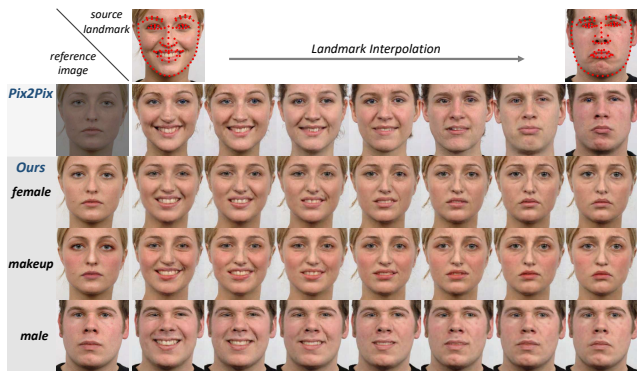 source
landmark
reference
image
Landmark Interpolation
Pix2Pix
Ours
female
makeup
male